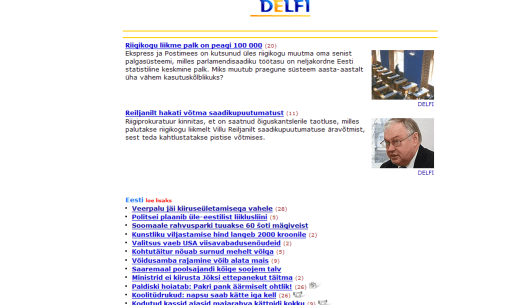 DELFI
Riigikogu liikme palk on peagi 100 000 (20)
Ekspress ja Postimees on kutsunud üles riigikogu muutma oma senist
palgasüsteemi, milles parlamendisaadiku töötasu on neljakordne Eesti
statistiline keskmine palk. Miks muutub praegune süsteem aasta-aastalt
üha vähem kasutuskõlblikuks?
DELFI
Reiljanilt hakati võtma saadikupuutumatust (11)
Riigiprokuratuur kinnitas, et on saatnud õiguskantslerile taotluse, milles
palutakse riigikogu liikmelt Villu Reiljanilt saadikupuutumatuse äravõtmist,
sest teda kahtlustatakse pistise võtmises.
DELFI
Eesti loe lisaks
• Veerpalu jäi kiiruseületamisega vahele (28)
• Politsei plaanib üle-eestilist liiklusliini (5)
• Soomaale rahvusparki tuuakse 60 šoti mägiveist
• Kunstliku viljastamise hind langeb 2000 kroonile (2)
• Valitsus vaeb USA viisavabadusenõudeid (2)
• Kohtutäitur nõuab surnud mehelt võlga (5)
• Võidusamba rajamine võib alata mais (9)
• Saaremaal poolsajandi kõige soojem talv
• Ministrid ei kiirusta Jõksi ettepanekut täitma (2)
• Paldiski hoiatab: Pakri pank äärmiselt ohtlik! (26)
• Koolitüdrukud: napsu saab kätte iga kell (26)
• Kodutud kassid ajasid majarahva kättpidi kokku (9)